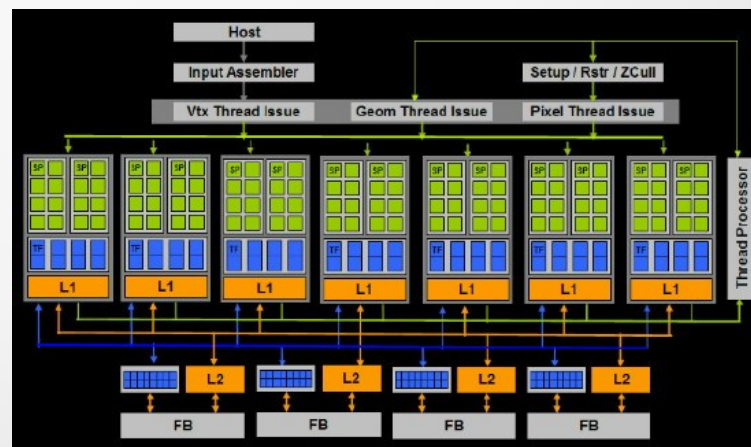 Host
Input Assembler
Setup / Rstr / ZCull
Vtx Thread Issue Geom Thread Issue Pixel Thread Issue
SP SP SP SP SP SP SP SP SP SP SP SP SP SP
Thread Processor
TF TF TF TF TF TF TF
L1 L1 L1 L1 L1 L1 L1
L2 L2 L2 L2
FB FB FB FB